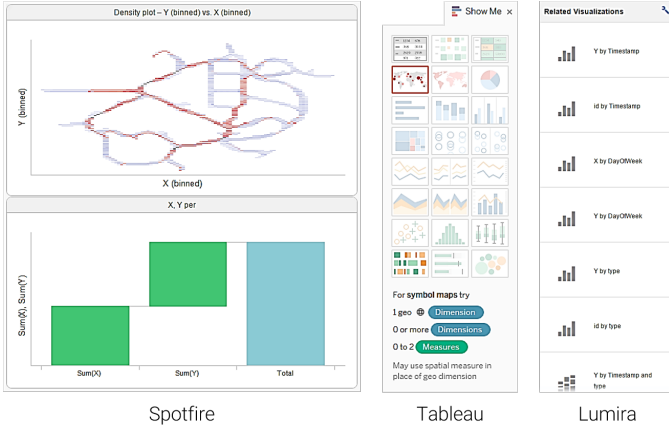 Density plot – Y (binned) vs. X (binned)
Y (binned)
X (binned)
X, Y per
Sum(X), Sum(Y)
Sum(X)
Sum(Y)
Total
Spotfire
Show Me ×
For symbol maps try
1 geo Dimension
0 or more Dimensions
0 to 2 Measures
May use spatial measure in
place of geo dimension
Tableau
Related Visualizations
Y by Timestamp
id by Timestamp
X by DayOfWeek
Y by DayOfWeek
Y by type
id by type
Y by Timestamp and
type
Lumira